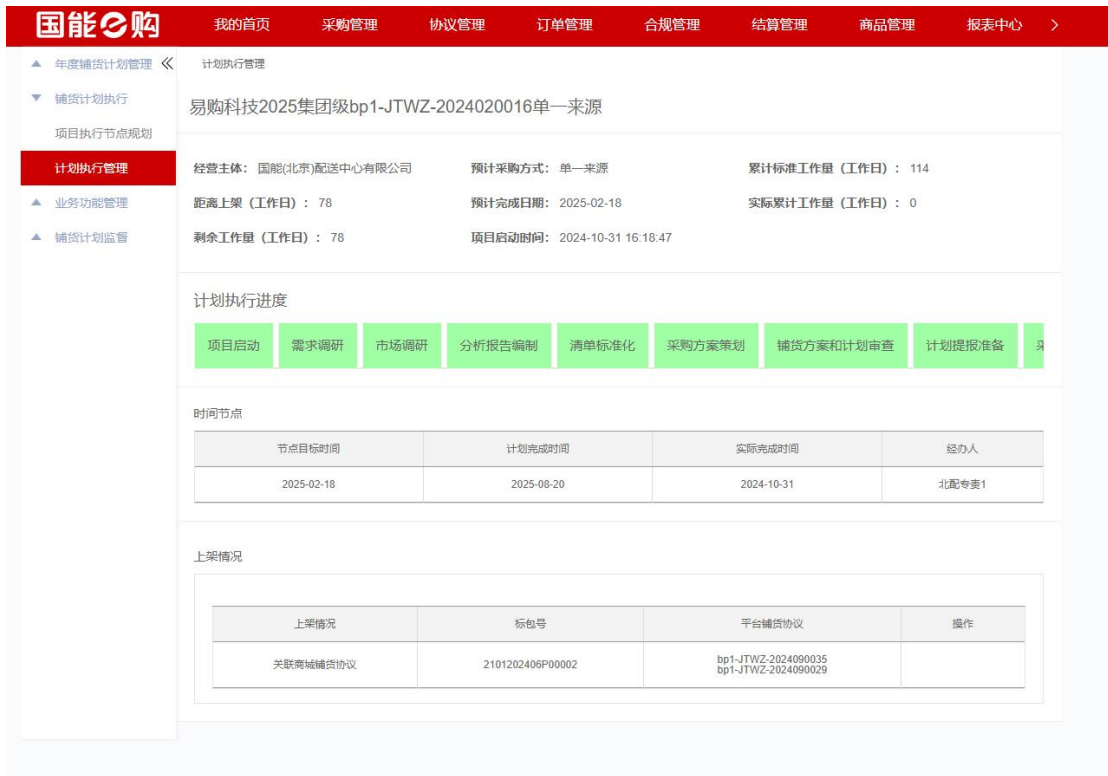 国能e购 我的首页 采购管理 协议管理 订单管理 合规管理 结算管理 商品管理 报表中心
年度铺货计划管理
铺货计划执行
项目执行节点规划
计划执行管理
业务功能管理
铺货计划监督
计划执行管理
易购科技2025集团级bp1-JTWZ-2024020016单一来源
经营主体： 国能(北京)配送中心有限公司 预计采购方式： 单一来源 累计标准工作量（工作日）： 114
距离上架（工作日）： 78 预计完成日期： 2025-02-18 实际累计工作量（工作日）： 0
剩余工作量（工作日）： 78 项目启动时间： 2024-10-31 16:18:47
计划执行进度
项目启动 需求调研 市场调研 分析报告编制 清单标准化 采购方案策划 铺货方案和计划审查 计划提报准备
时间节点
节点目标时间 计划完成时间 实际完成时间 经办人
2025-02-18 2025-08-20 2024-10-31 北配专责1
上架情况
上架情况 标包号 平台铺货协议 操作
关联商城铺货协议 2101202406P00002 bp1-JTWZ-2024090035
bp1-JTWZ-2024090029